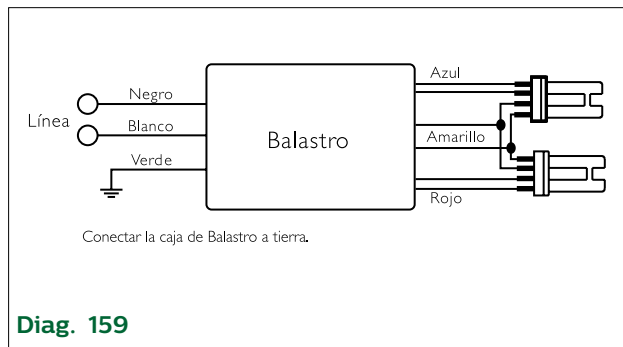 Línea
Negro
Blanco
Verde
Balastro
Azul
Amarillo
Rojo
Conectar la caja de Balastro a tierra.
Diag. 159